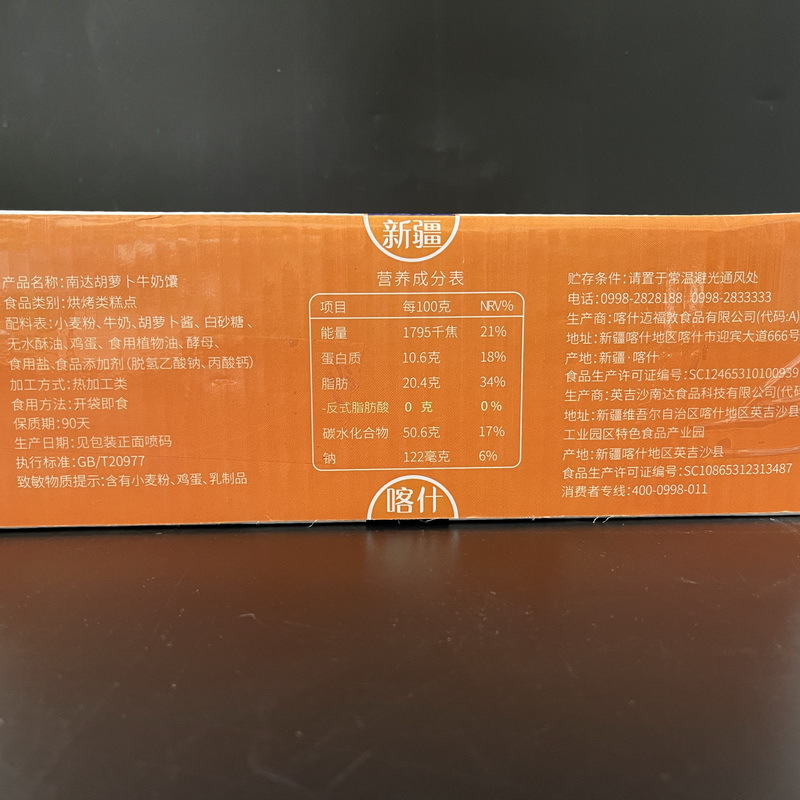 新疆
产品名称:南达胡萝卜牛奶馕
食品类别:烘烤类糕点
配料表:小麦粉、牛奶、胡萝卜酱、白砂糖、
无水酥油、鸡蛋、食用植物油、酵母、
食用盐、食品添加剂(脱氢乙酸钠、丙酸钙)
加工方式:热加工类
食用方法:开袋即食
保质期:90天
生产日期:见包装正面喷码
执行标准:GB/T20977
致敏物质提示:含有小麦粉、鸡蛋、乳制品
营养成分表
项目 每100克 NRV%
能量 1795千焦 21%
蛋白质 10.6克 18%
脂肪 20.4克 34%
-反式脂肪酸 0 克 0%
碳水化合物 50.6克 17%
钠 122毫克 6%
喀什
贮存条件:请置于常温避光通风处
电话:0998-2828188 0998-2833333
生产商:喀什迈福敦食品有限公司(代码:A)
地址:新疆喀什地区喀什市迎宾大道666号
产地:新疆·喀什
食品生产许可证编号:SC12465310100939
生产商:英吉沙南达食品科技有限公司(代码
地址:新疆维吾尔自治区喀什地区英吉沙县
工业园区特色食品产业园
产地:新疆喀什地区英吉沙县
食品生产许可证编号:SC10865312313487
消费者专线:400-0998-011